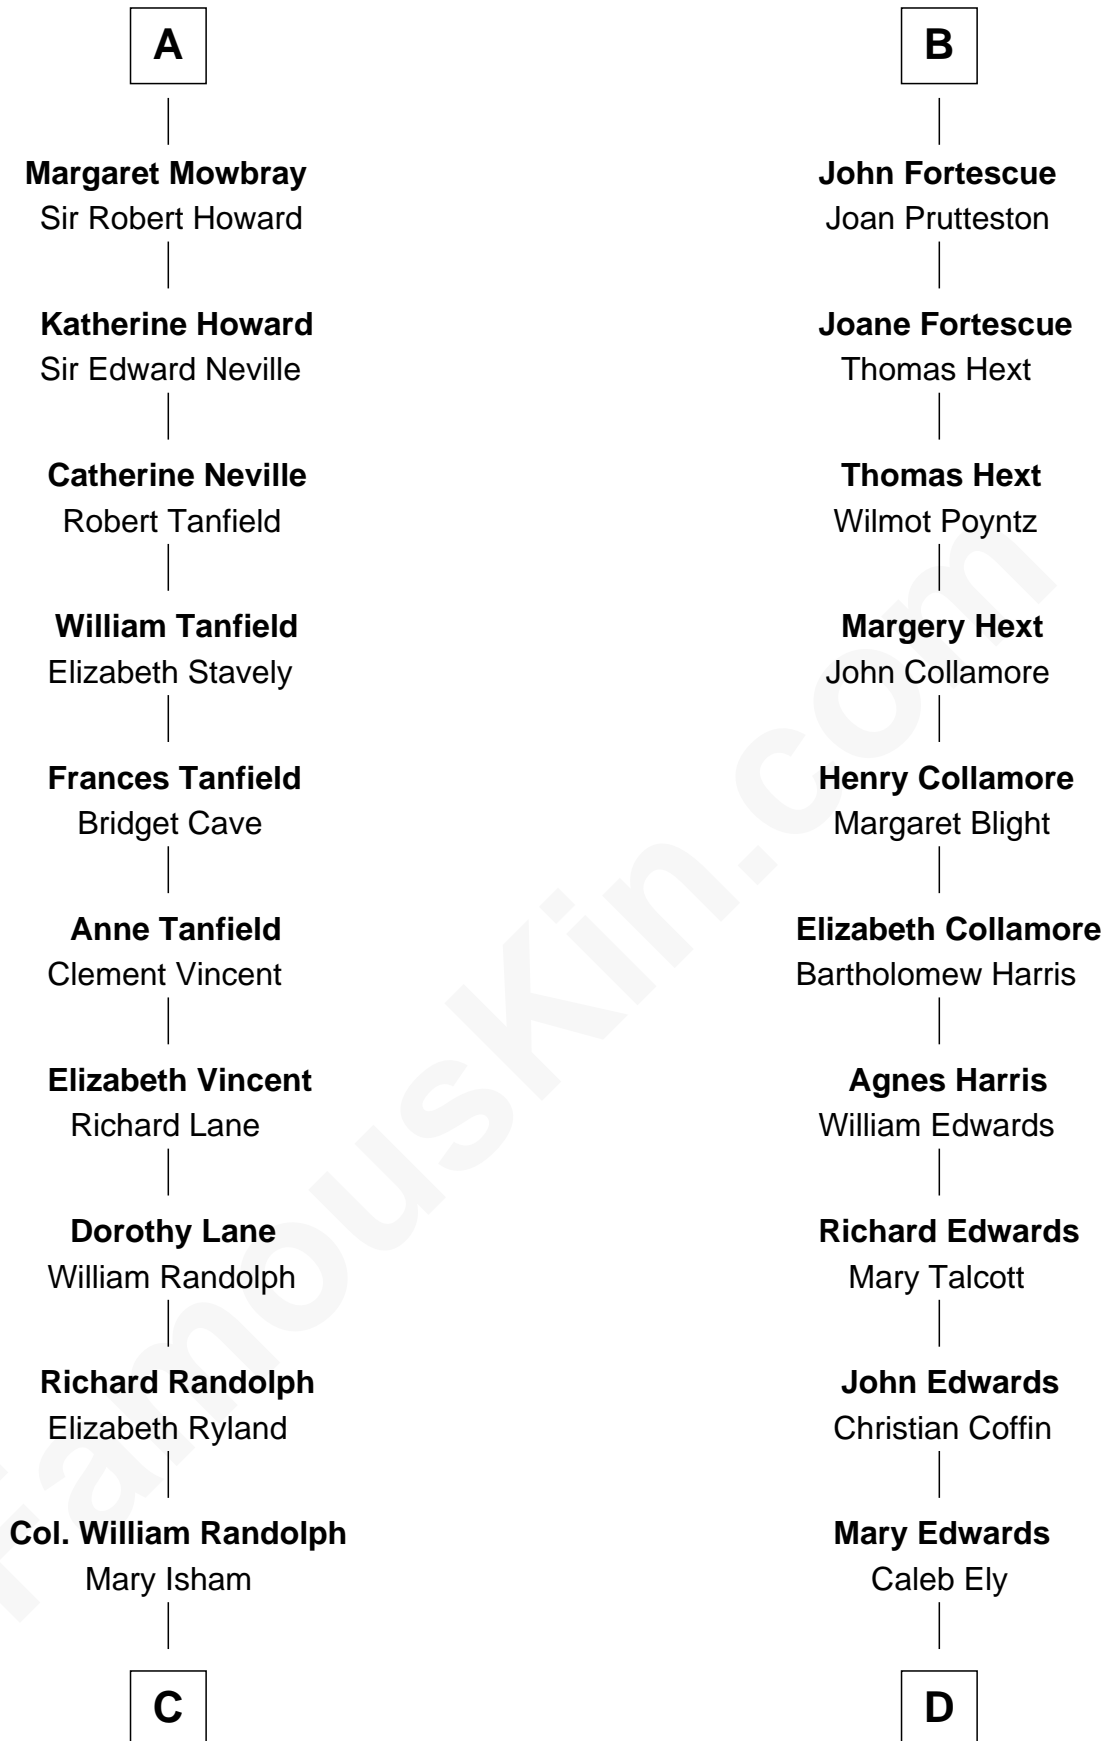 A
Margaret Mowbray
Sir Robert Howard
Katherine Howard
Sir Edward Neville
Catherine Neville
Robert Tanfield
William Tanfield
Elizabeth Stavely
Frances Tanfield
Bridget Cave
Anne Tanfield
Clement Vincent
Elizabeth Vincent
Richard Lane
Dorothy Lane
William Randolph
Richard Randolph
Elizabeth Ryland
Col. William Randolph
Mary Isham
C
B
John Fortescue
Joan Prutteston
Joane Fortescue
Thomas Hext
Thomas Hext
Wilmot Poyntz
Margery Hext
John Collamore
Henry Collamore
Margaret Blight
Elizabeth Collamore
Bartholomew Harris
Agnes Harris
William Edwards
Richard Edwards
Mary Talcott
John Edwards
Christian Coffin
Mary Edwards
Caleb Ely
D
FamousKin.com